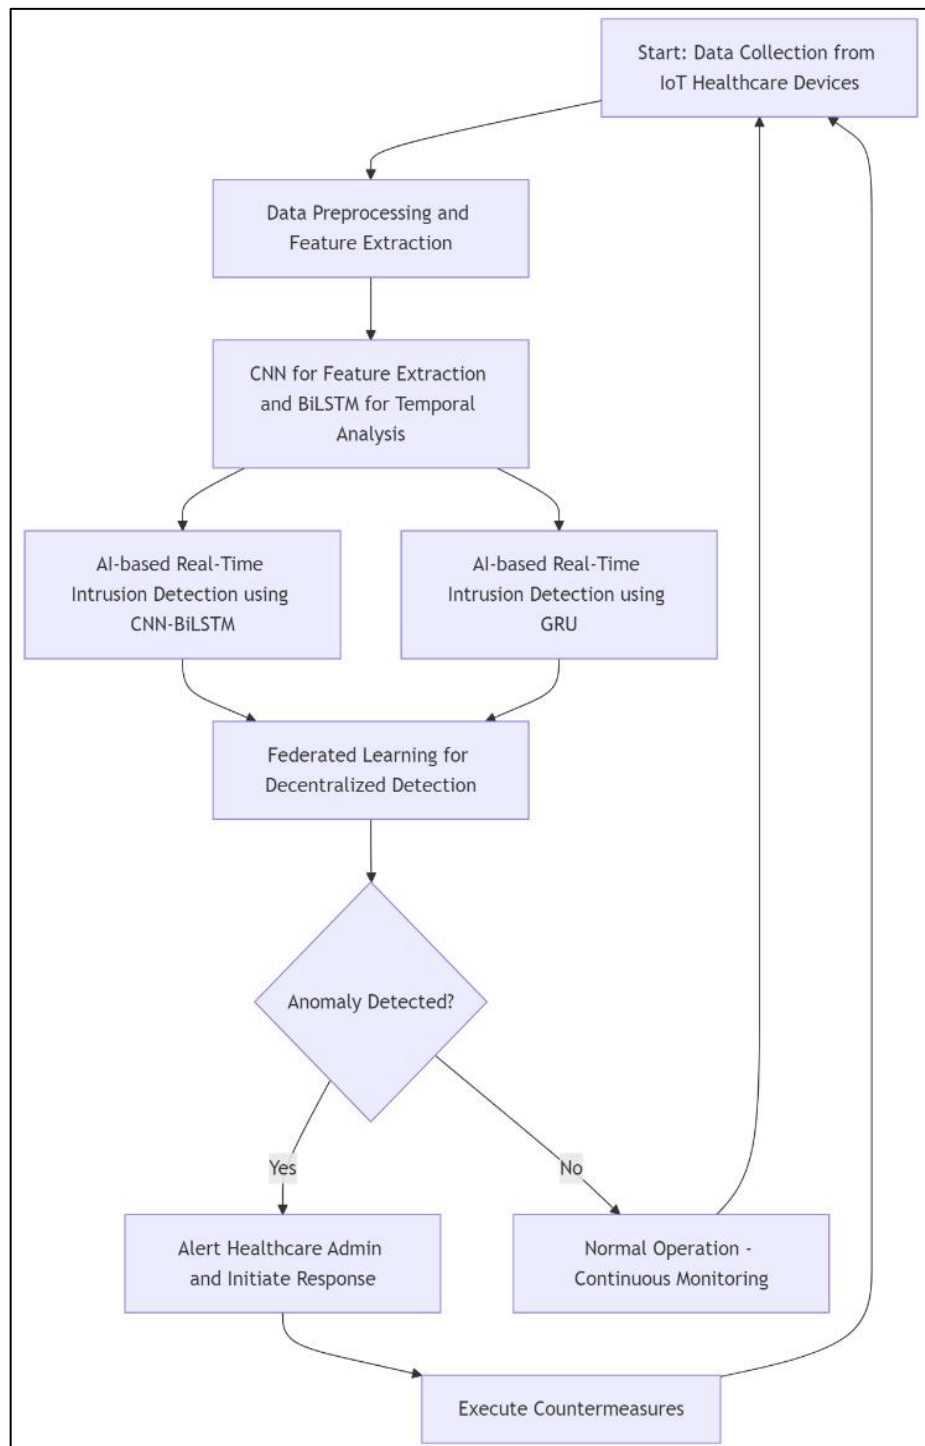 Start: Data Collection from
IoT Healthcare Devices
Data Preprocessing and
Feature Extraction
CNN for Feature Extraction
and BiLSTM for Temporal
Analysis
AI-based Real-Time
Intrusion Detection using
CNN-BiLSTM
AI-based Real-Time
Intrusion Detection using
GRU
Federated Learning for
Decentralized Detection
Anomaly Detected?
Yes
No
Alert Healthcare Admin
and Initiate Response
Normal Operation -
Continuous Monitoring
Execute Countermeasures